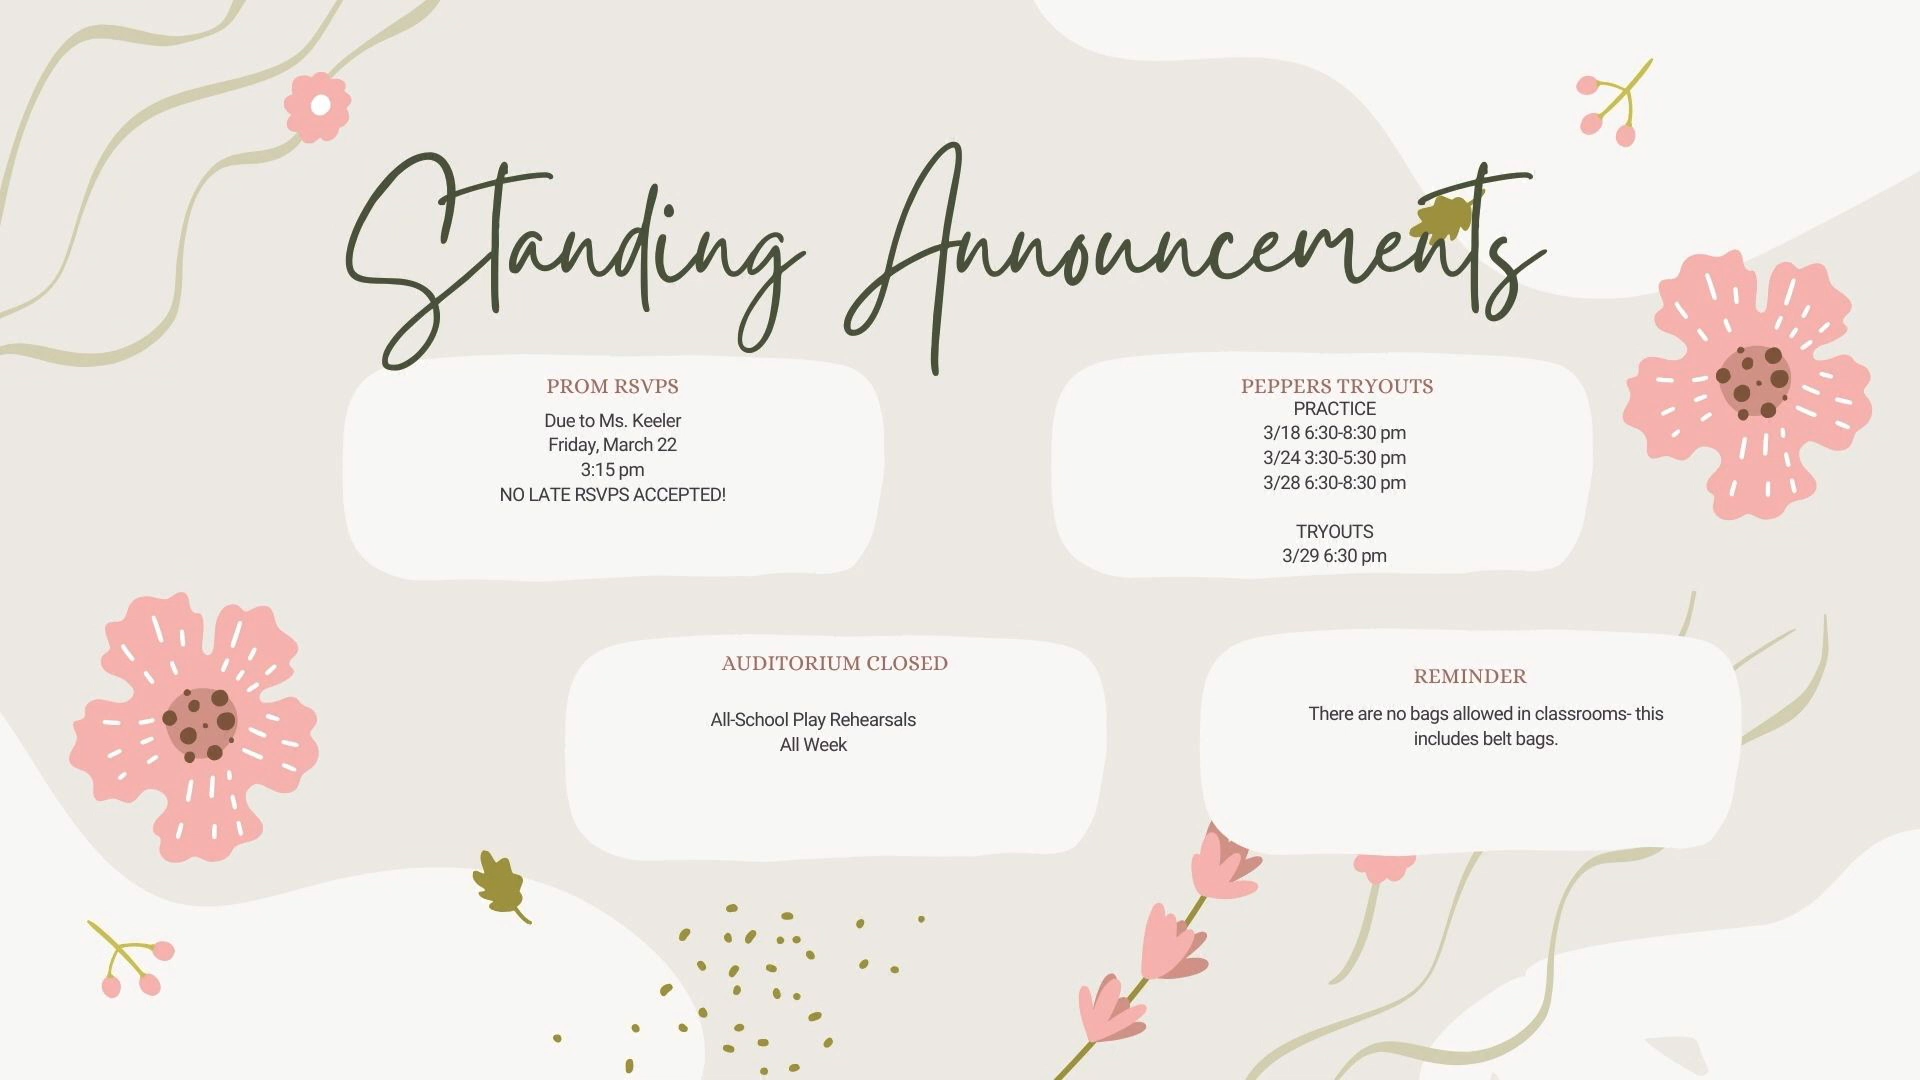 Standing Announcements
PROM RSVPS
Due to Ms. Keeler
Friday, March 22
3:15 pm
NO LATE RSVPS ACCEPTED!
PEPPERS TRYOUTS
PRACTICE
3/18 6:30-8:30 pm
3/24 3:30-5:30 pm
3/28 6:30-8:30 pm
TRYOUTS
3/29 6:30 pm
AUDITORIUM CLOSED
All-School Play Rehearsals
All Week
REMINDER
There are no bags allowed in classrooms- this
includes belt bags.